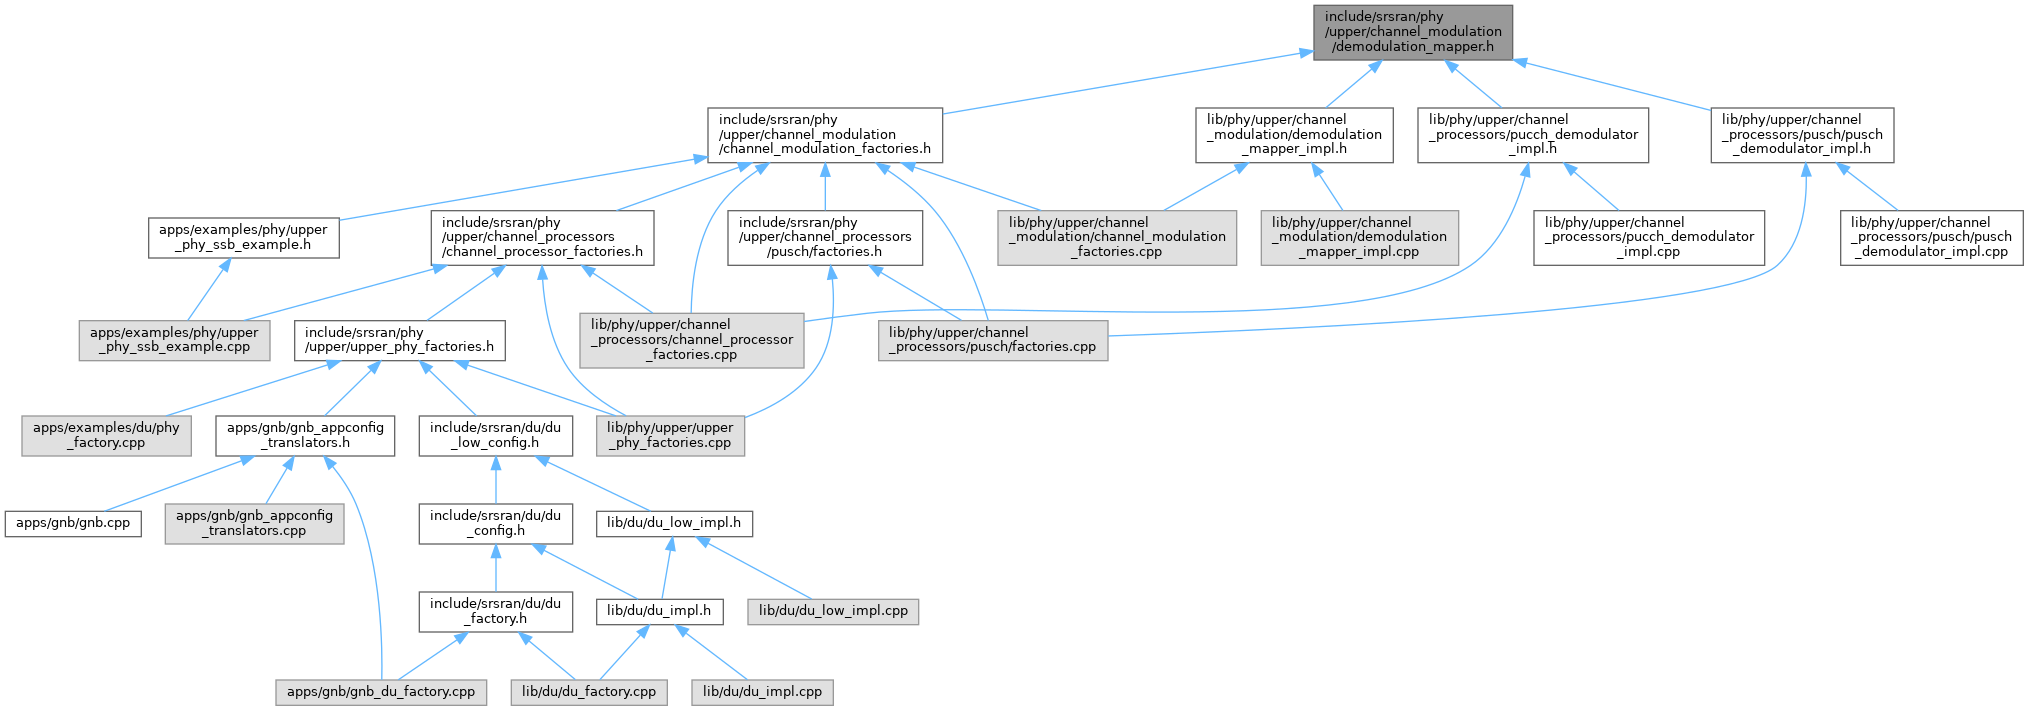 include/srsran/phy
/upper/channel_modulation
/demodulation_mapper.h
include/srsran/phy
/upper/channel_modulation
/channel_modulation_factories.h
lib/phy/upper/channel
_modulation/demodulation
_mapper_impl.h
lib/phy/upper/channel
_processors/pucch_demodulator
_impl.h
lib/phy/upper/channel
_processors/pusch/pusch
_demodulator_impl.h
apps/examples/phy/upper
_phy_ssb_example.h
include/srsran/phy
/upper/channel_processors
/channel_processor_factories.h
include/srsran/phy
/upper/channel_processors
/pusch/factories.h
lib/phy/upper/channel
_modulation/channel_modulation
_factories.cpp
lib/phy/upper/channel
_modulation/demodulation
_mapper_impl.cpp
lib/phy/upper/channel
_processors/pucch_demodulator
_impl.cpp
lib/phy/upper/channel
_processors/pusch/pusch
_demodulator_impl.cpp
apps/examples/phy/upper
_phy_ssb_example.cpp
include/srsran/phy
/upper/upper_phy_factories.h
lib/phy/upper/channel
_processors/channel_processor
_factories.cpp
lib/phy/upper/channel
_processors/pusch/factories.cpp
apps/examples/du/phy
_factory.cpp
apps/gnb/gnb_appconfig
_translators.h
include/srsran/du/du
_low_config.h
lib/phy/upper/upper
_phy_factories.cpp
apps/gnb/gnb.cpp
apps/gnb/gnb_appconfig
_translators.cpp
include/srsran/du/du
_config.h
lib/du/du_low_impl.h
include/srsran/du/du
_factory.h
lib/du/du_impl.h
lib/du/du_low_impl.cpp
apps/gnb/gnb_du_factory.cpp
lib/du/du_factory.cpp
lib/du/du_impl.cpp